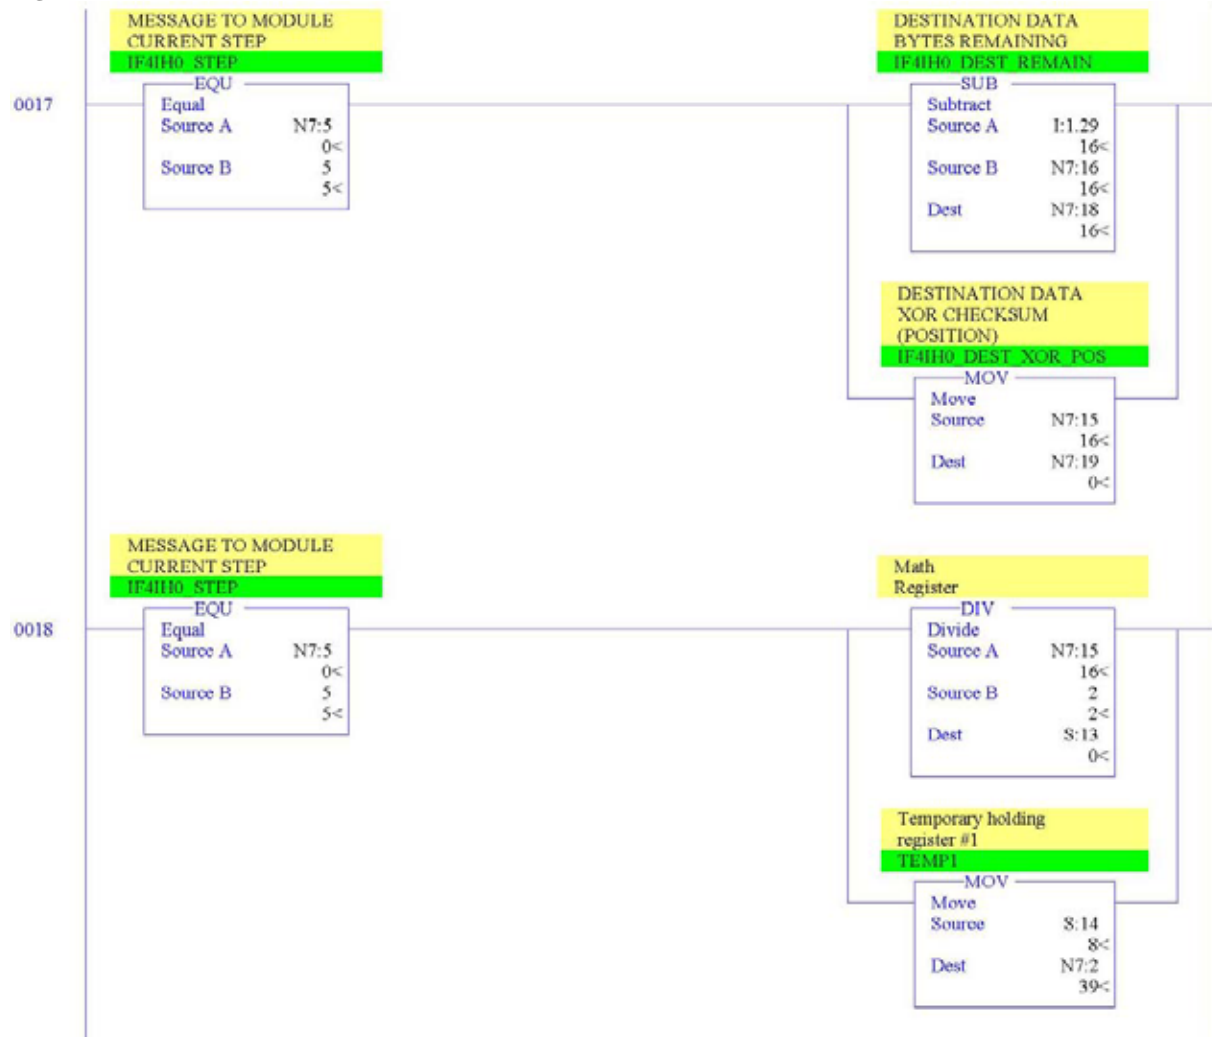 MESSAGE TO MODULE
CURRENT STEP
IF4IH0_STEP
EQU
0017
Equal
Source A N7:5
0<
Source B 5
5<
DESTINATION DATA
BYTES REMAINING
IF4IH0_DEST_REMAIN
SUB
Subtract
Source A I:1.29
16<
Source B N7:16
16<
Dest N7:18
16<
DESTINATION DATA
XOR CHECKSUM
(POSITION)
IF4IH0_DEST_XOR_POS
MOV
Move
Source N7:15
16<
Dest N7:19
0<
MESSAGE TO MODULE
CURRENT STEP
IF4IH0_STEP
EQU
0018
Equal
Source A N7:5
0<
Source B 5
5<
Math
Register
DIV
Divide
Source A N7:15
16<
Source B 2
2<
Dest S:13
0<
Temporary holding
register #1
TEMP1
MOV
Move
Source S:14
8<
Dest N7:2
39<